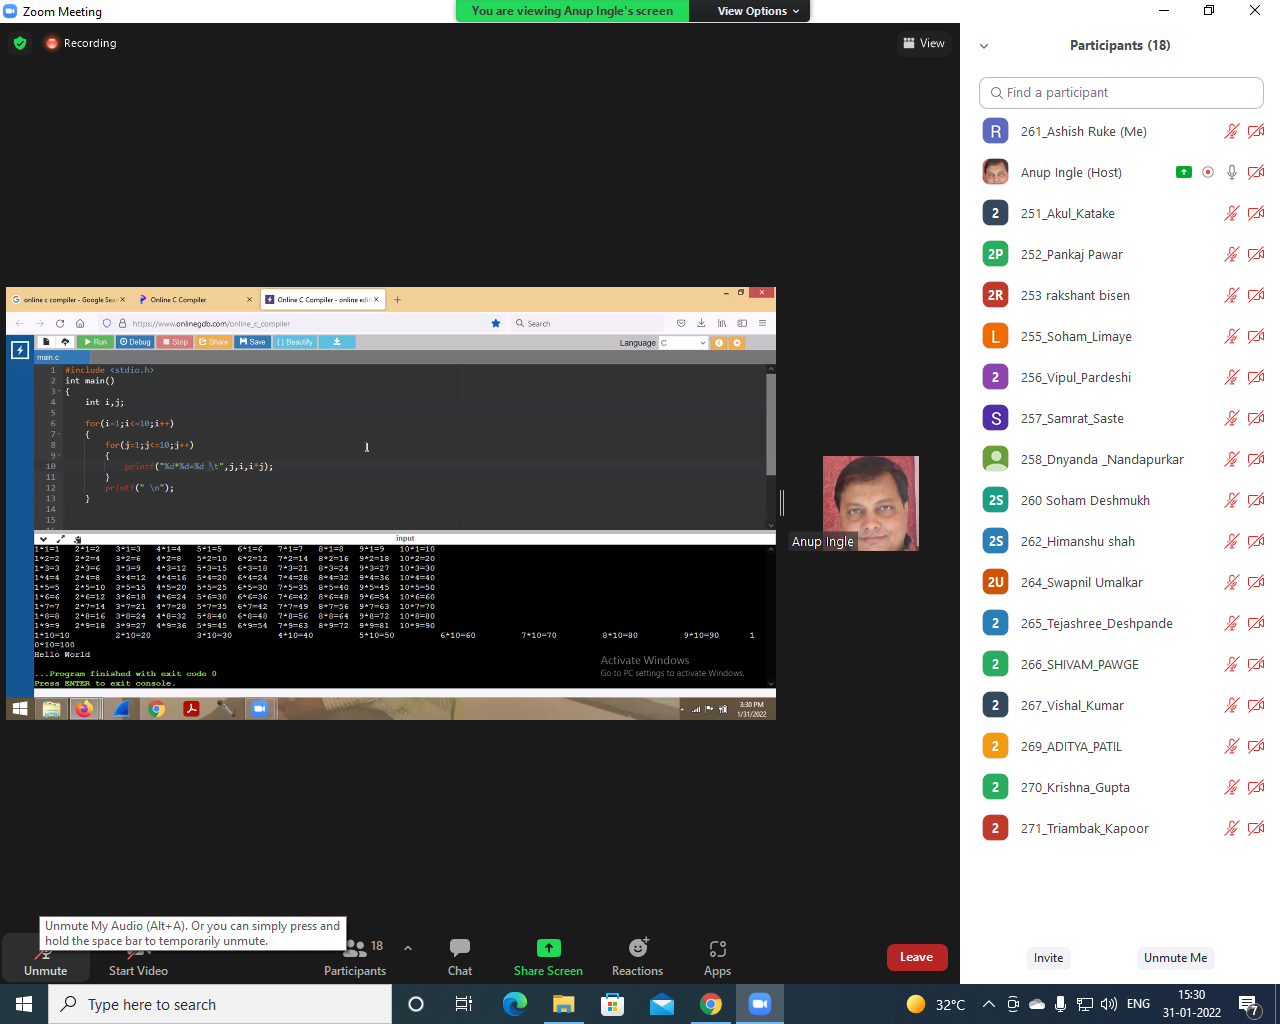 Zoom Meeting
You are viewing Anup Ingle's screen
View Options
Recording
View
Participants (18)
Find a participant
R 261_Ashish Ruke (Me)
Anup Ingle (Host)
2 251_Akul_Katake
2P 252_Pankaj Pawar
2R 253 rakshant bisen
L 255_Soham_Limaye
2 256_Vipul_Pardeshi
S 257_Samrat_Saste
258_Dnyanda _Nandapurkar
2S 260 Soham Deshmukh
2S 262_Himanshu shah
2U 264_Swapnil Umalkar
2 265_Tejashree_Deshpande
2 266_SHIVAM_PAWGE
2 267_Vishal_Kumar
2 269_ADITYA_PATIL
2 270_Krishna_Gupta
2 271_Triambak_Kapoor
Invite
Unmute Me
online c compiler - Google Sea
Online C Compiler
Online C Compiler - online edit
https://www.onlinegdb.com/online_c_compiler
Search
Run Debug Stop Share Save { } Beautify
Language C
main.c
1 #include <stdio.h>
2 int main()
3 {
4 int i,j;
5
6 for(i=1;i<=10;i++)
7 {
8 for(j=1;j<=10;j++)
9 {
10 printf("%d*%d=%d \t",j,i,i*j);
11 }
12 printf(" \n");
13 }
14
15
16
input
1*1=1 2*1=2 3*1=3 4*1=4 5*1=5 6*1=6 7*1=7 8*1=8 9*1=9 10*1=10
1*2=2 2*2=4 3*2=6 4*2=8 5*2=10 6*2=12 7*2=14 8*2=16 9*2=18 10*2=20
1*3=3 2*3=6 3*3=9 4*3=12 5*3=15 6*3=18 7*3=21 8*3=24 9*3=27 10*3=30
1*4=4 2*4=8 3*4=12 4*4=16 5*4=20 6*4=24 7*4=28 8*4=32 9*4=36 10*4=40
1*5=5 2*5=10 3*5=15 4*5=20 5*5=25 6*5=30 7*5=35 8*5=40 9*5=45 10*5=50
1*6=6 2*6=12 3*6=18 4*6=24 5*6=30 6*6=36 7*6=42 8*6=48 9*6=54 10*6=60
1*7=7 2*7=14 3*7=21 4*7=28 5*7=35 6*7=42 7*7=49 8*7=56 9*7=63 10*7=70
1*8=8 2*8=16 3*8=24 4*8=32 5*8=40 6*8=48 7*8=56 8*8=64 9*8=72 10*8=80
1*9=9 2*9=18 3*9=27 4*9=36 5*9=45 6*9=54 7*9=63 8*9=72 9*9=81 10*9=90
1*10=10 2*10=20 3*10=30 4*10=40 5*10=50 6*10=60 7*10=70 8*10=80 9*10=90 1
0*10=100
Hello World
...Program finished with exit code 0
Press ENTER to exit console.
Activate Windows
Go to PC settings to activate Windows.
3:30 PM
1/31/2022
Anup Ingle
Unmute My Audio (Alt+A). Or you can simply press and
hold the space bar to temporarily unmute.
Unmute
Start Video
18
Participants
Chat
Share Screen
Reactions
Apps
Leave
Type here to search
32°C
ENG
15:30
31-01-2022
7